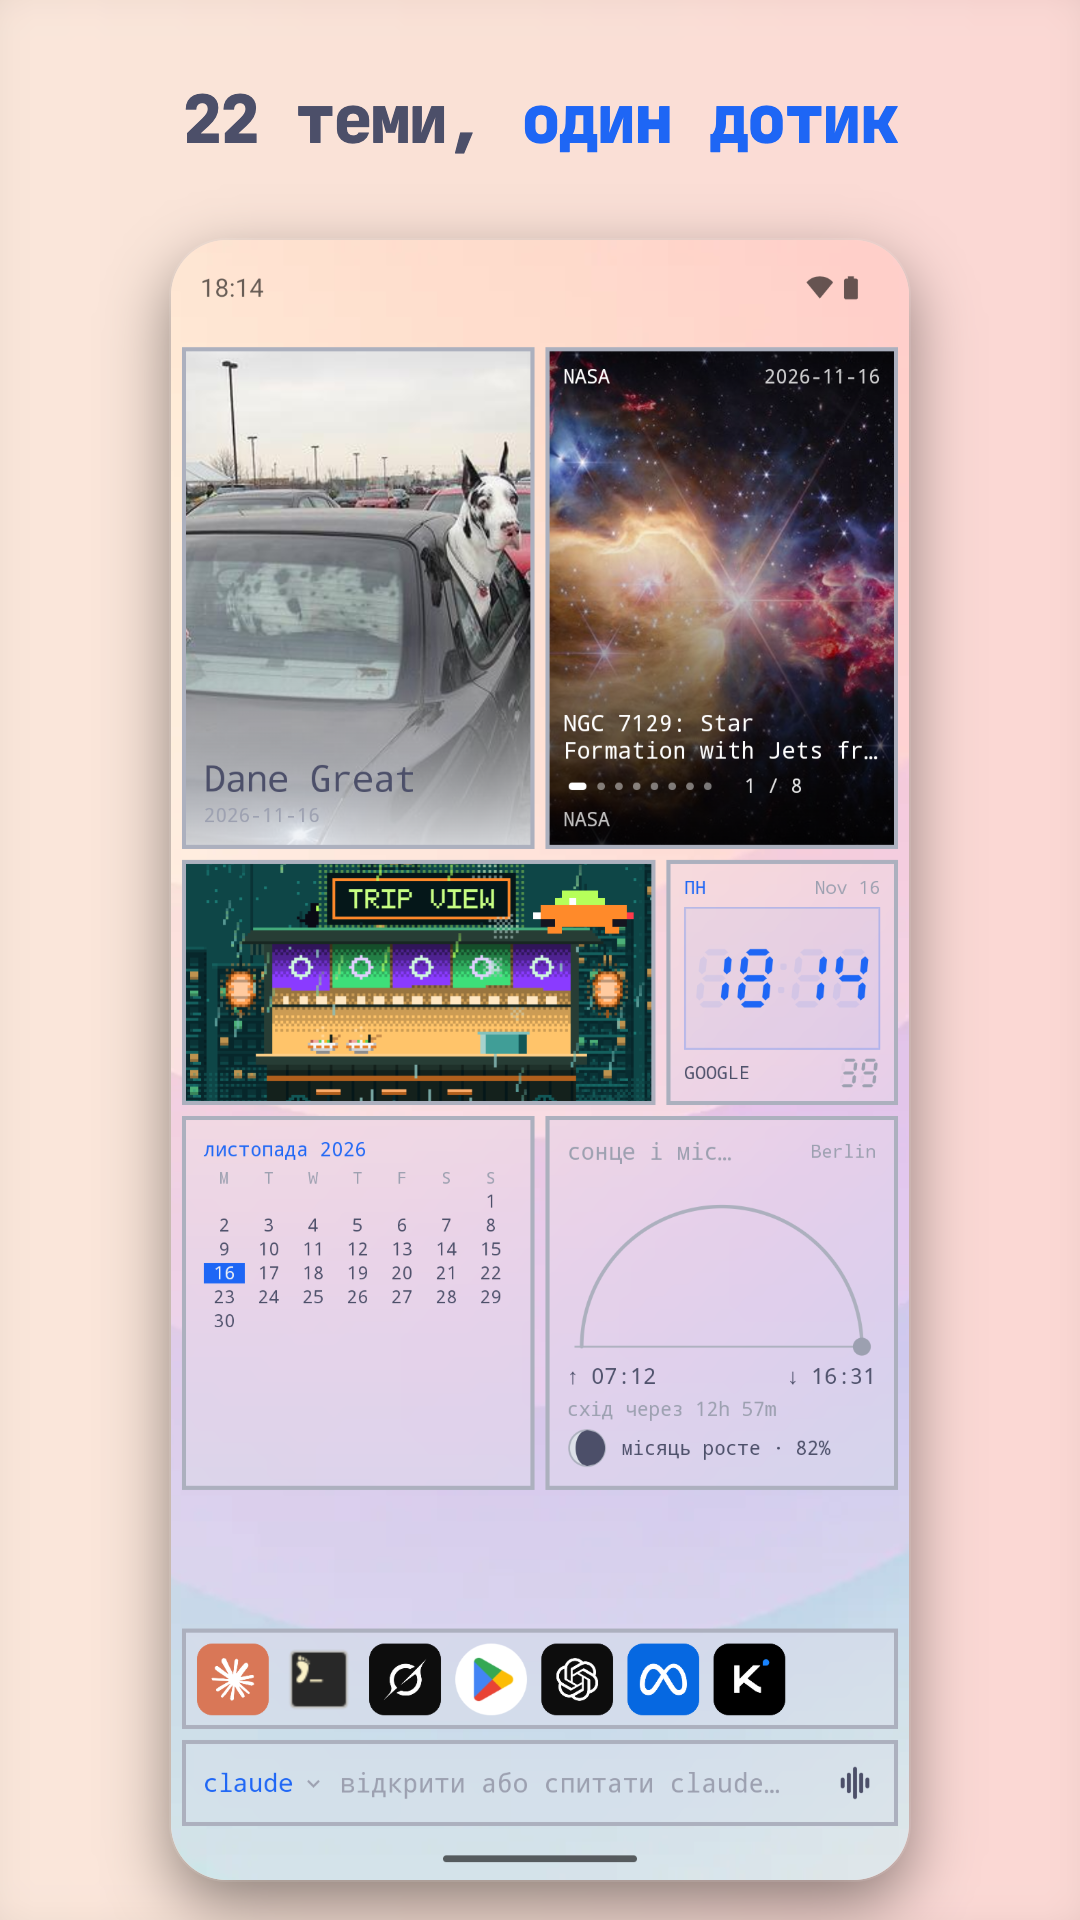 22 теми, один дотик
18:14
Dane Great
2026-11-16
NASA 2026-11-16
NGC 7129: Star
Formation with Jets fr…
1 / 8
NASA
TRIP VIEW
ПН Nov 16
18:14
GOOGLE 39
листопада 2026
M T W T F S S
1
2 3 4 5 6 7 8
9 10 11 12 13 14 15
16 17 18 19 20 21 22
23 24 25 26 27 28 29
30
сонце і міс… Berlin
↑ 07:12 ↓ 16:31
схід через 12h 57m
місяць росте · 82%
claude відкрити або спитати claude…